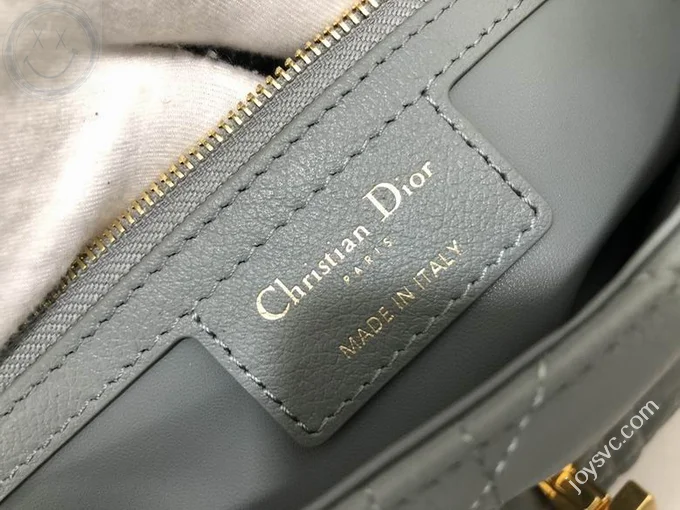 Christian Dior
PARIS
MADE IN ITALY
joysvc.com